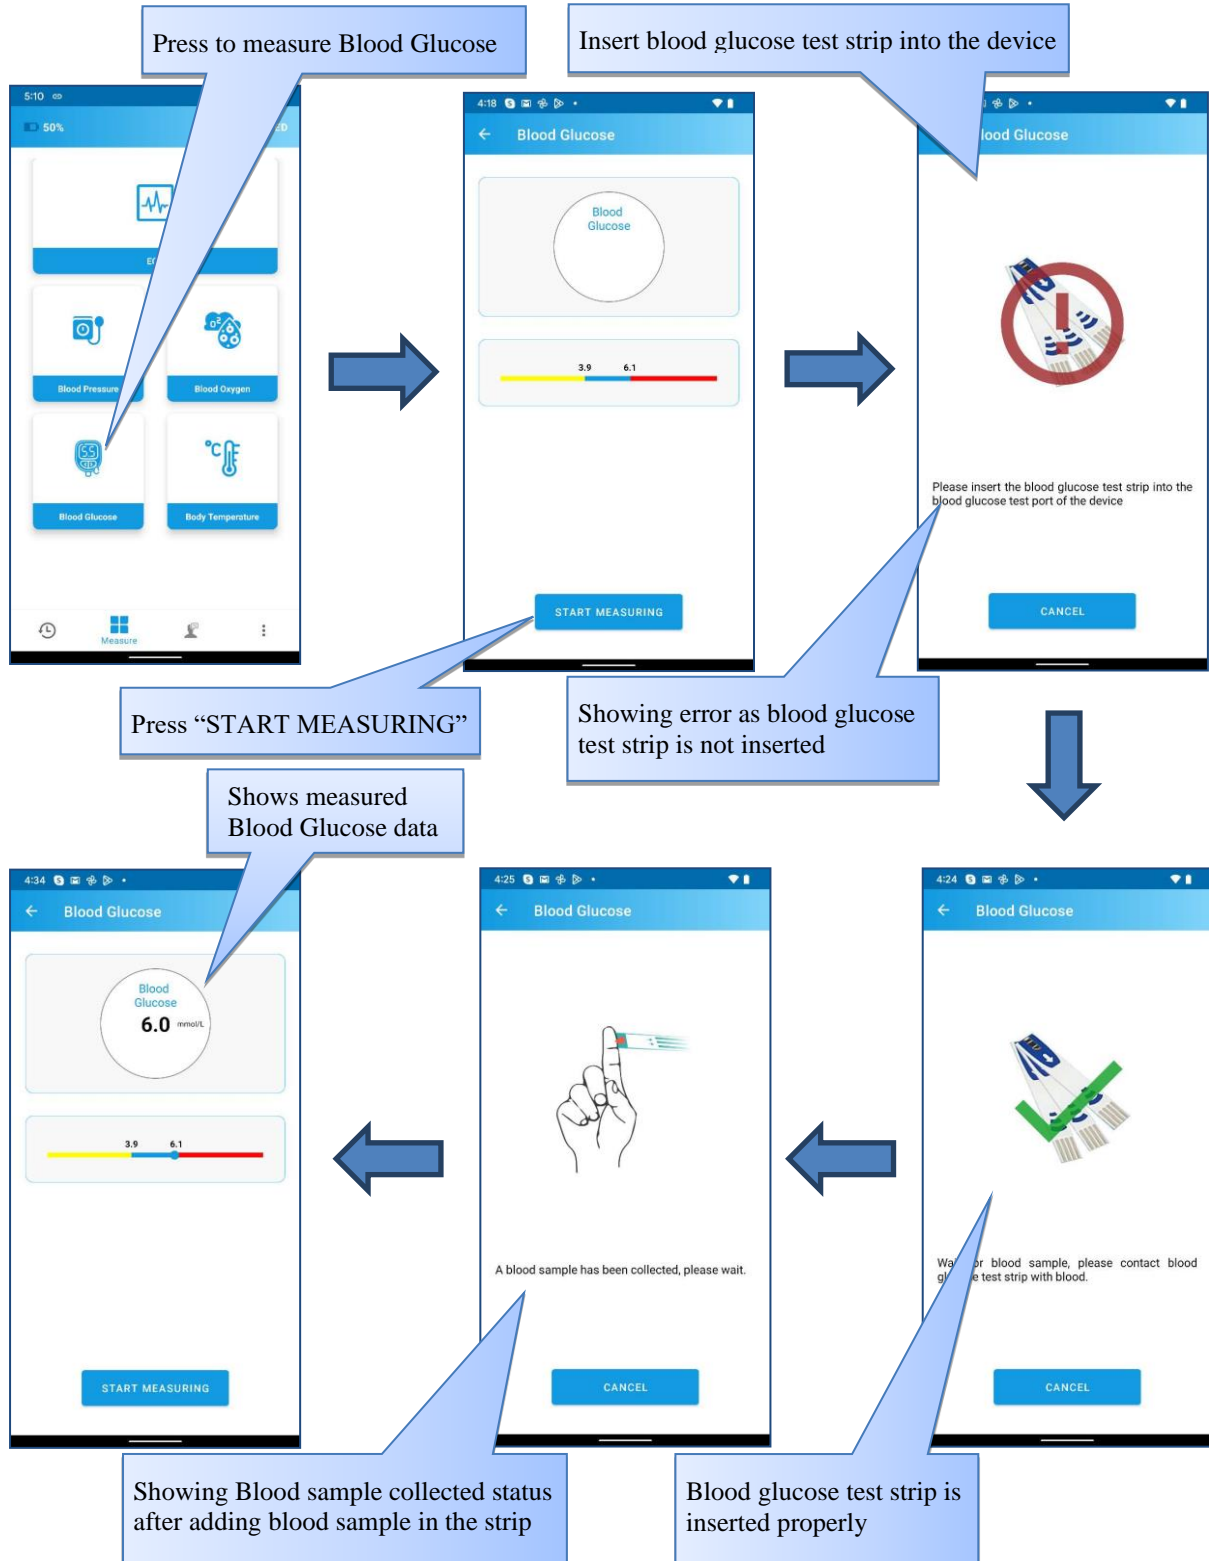 Press to measure Blood Glucose
Insert blood glucose test strip into the device
5:10
50%
ED
Blood Pressure
Blood Oxygen
55
°C
Blood Glucose
Body Temperature
Measure
4:18
Blood Glucose
Blood
Glucose
3.9 6.1
START MEASURING
lood Glucose
Please insert the blood glucose test strip into the
blood glucose test port of the device
CANCEL
Press “START MEASURING”
Showing error as blood glucose
test strip is not inserted
Shows measured
Blood Glucose data
4:34
Blood Glucose
Blood
Glucose
6.0 mmol/L
3.9 6.1
START MEASURING
4:25
Blood Glucose
A blood sample has been collected, please wait.
CANCEL
4:24
Blood Glucose
Wa or blood sample, please contact blood
gl e test strip with blood.
CANCEL
Showing Blood sample collected status
after adding blood sample in the strip
Blood glucose test strip is
inserted properly